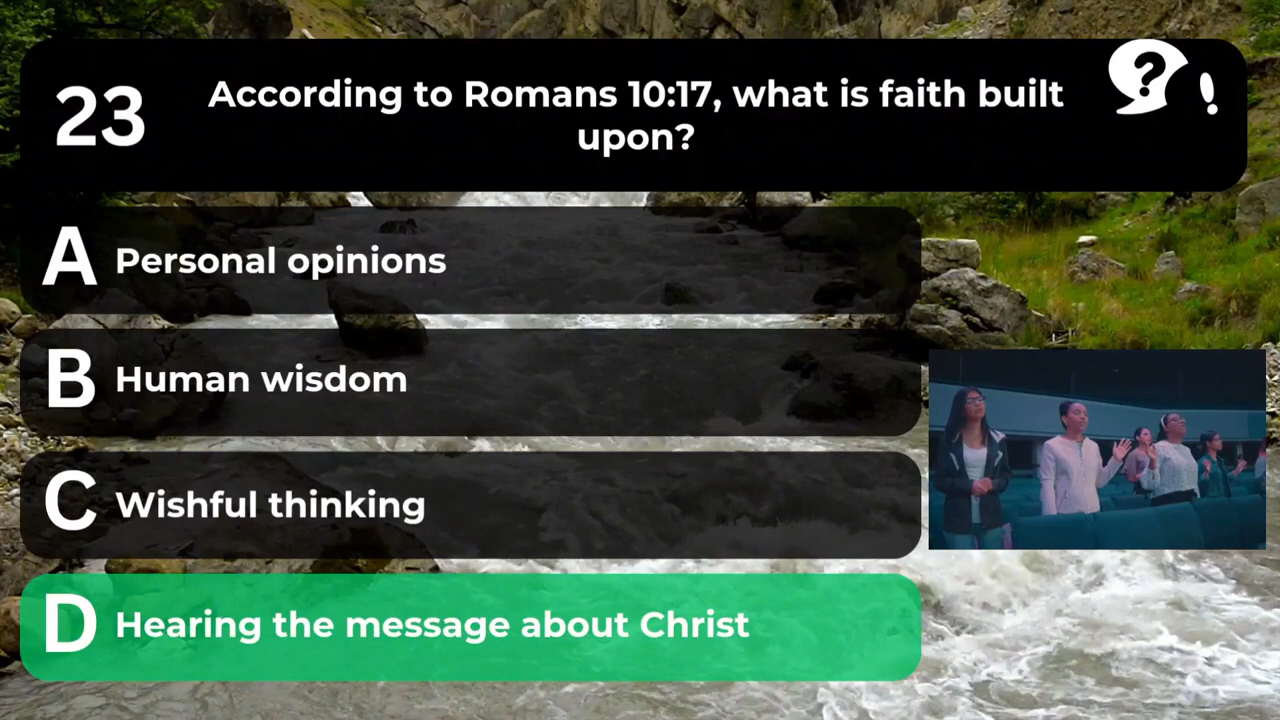 23
According to Romans 10:17, what is faith built
upon?
?!
A Personal opinions
B Human wisdom
C Wishful thinking
D Hearing the message about Christ